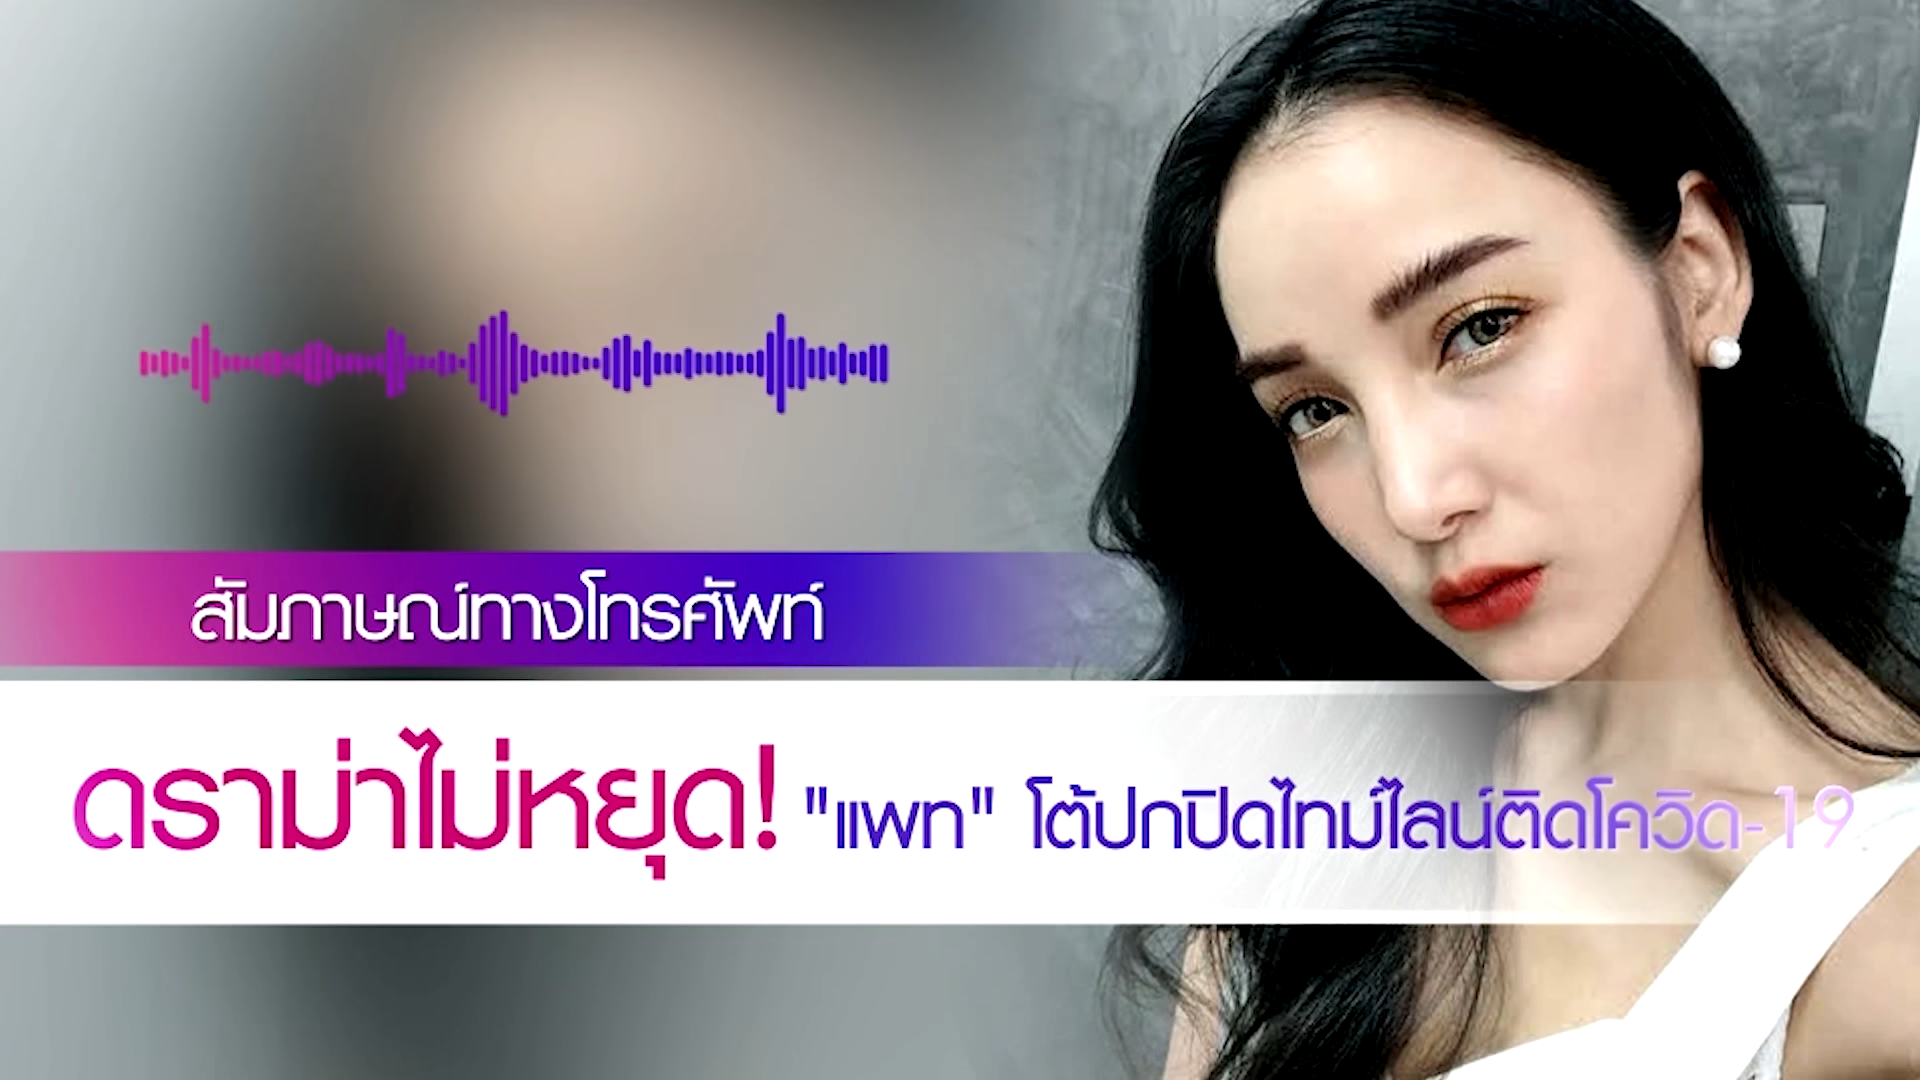 สัมภาษณ์ทางโทรศัพท์
ดราม่าไม่หยุด! "แพท" โต้ปกปิดไทม์ไลน์ติดโควิด-19